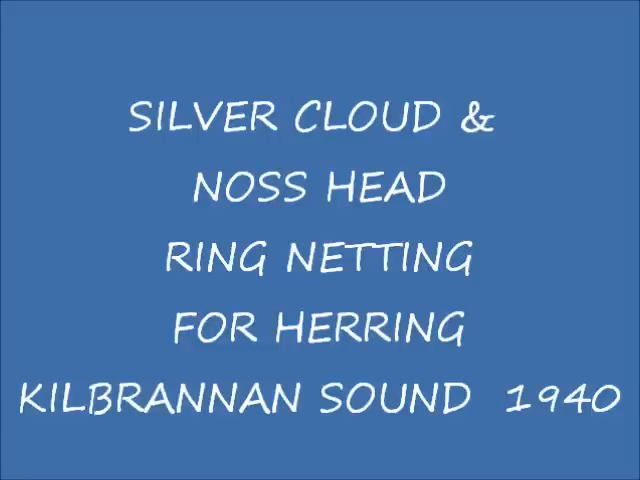 SILVER CLOUD &
NOSS HEAD
RING NETTING
FOR HERRING
KILBRANNAN SOUND 1940